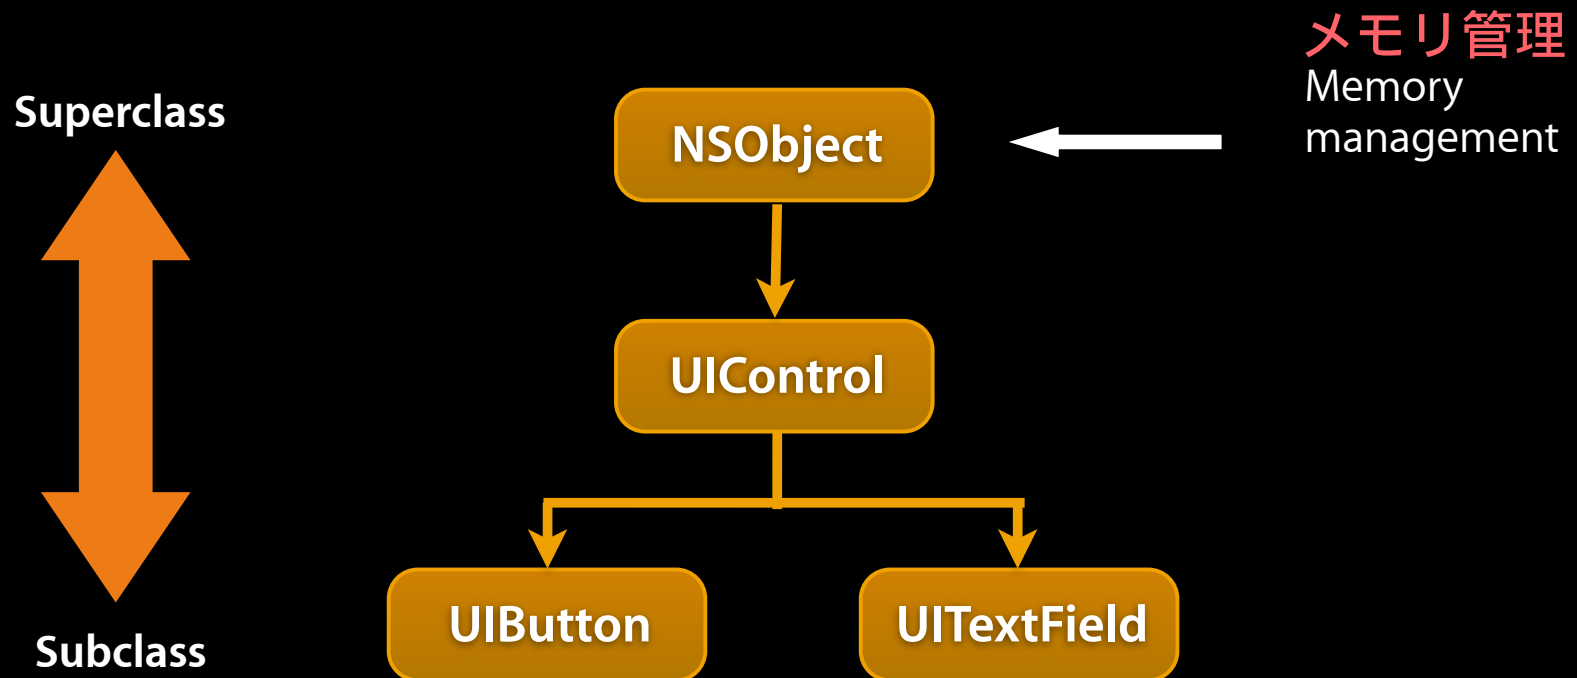 メモリ管理
Memory
management
Superclass
NSObject
UIControl
UIButton
UITextField
Subclass